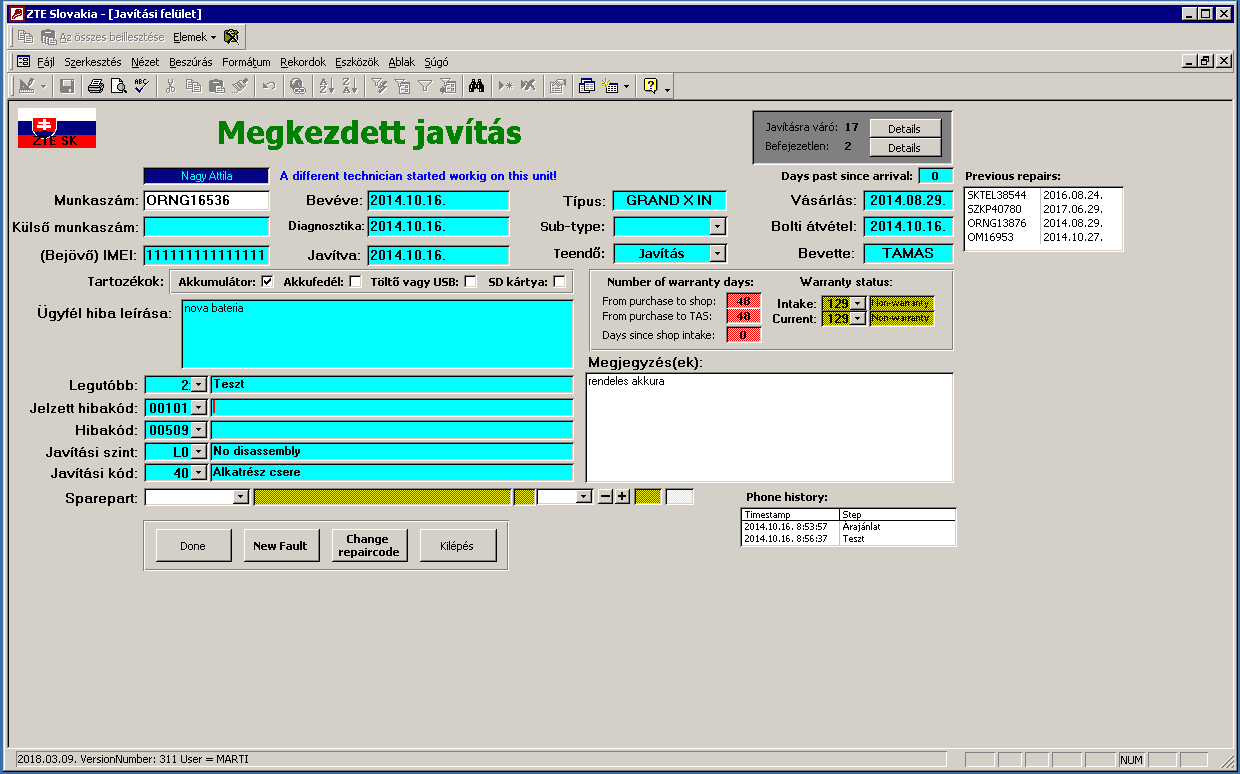 ZTE Slovakia - [Javítási felület]
Az összes beillesztése Elemek
Fájl Szerkesztés Nézet Beszúrás Formátum Rekordok Eszközök Ablak Súgó
ZTE SK
Megkezdett javítás
Javításra váró: 17 Details
Befejezetlen: 2 Details
Nagy Attila A different technician started workig on this unit! Days past since arrival: 0 Previous repairs:
Munkaszám: ORNG16536 Bevéve: 2014.10.16. Típus: GRAND X IN Vásárlás: 2014.08.29.
Külső munkaszám: Diagnosztika: 2014.10.16. Sub-type: Bolti átvétel: 2014.10.16.
(Bejövő) IMEI: 111111111111111 Javítva: 2014.10.16. Teendő: Javítás Bevette: TAMAS
SKTEL38544 2016.08.24.
SZKP40780 2017.06.29.
ORNG13876 2014.08.29.
OM16953 2014.10.27.
Tartozékok: Akkumulátor: Akkufedél: Töltő vagy USB: SD kártya:
Ügyfél hiba leírása: nova bateria
Number of warranty days: Warranty status:
From purchase to shop: 48 Intake: 129 Non-warranty
From purchase to TAS: 48 Current: 129 Non-warranty
Days since shop intake: 0
Megjegyzés(ek):
rendeles akkura
Legutóbb: 2 Teszt
Jelzett hibakód: 00101
Hibakód: 00509
Javítási szint: L0 No disassembly
Javítási kód: 40 Alkatrész csere
Sparepart:
Phone history:
Timestamp Step
2014.10.16. 8:53:57 Árajánlat
2014.10.16. 8:56:37 Teszt
Done New Fault Change repaircode Kilépés
2018.03.09. VersionNumber: 311 User = MARTI NUM